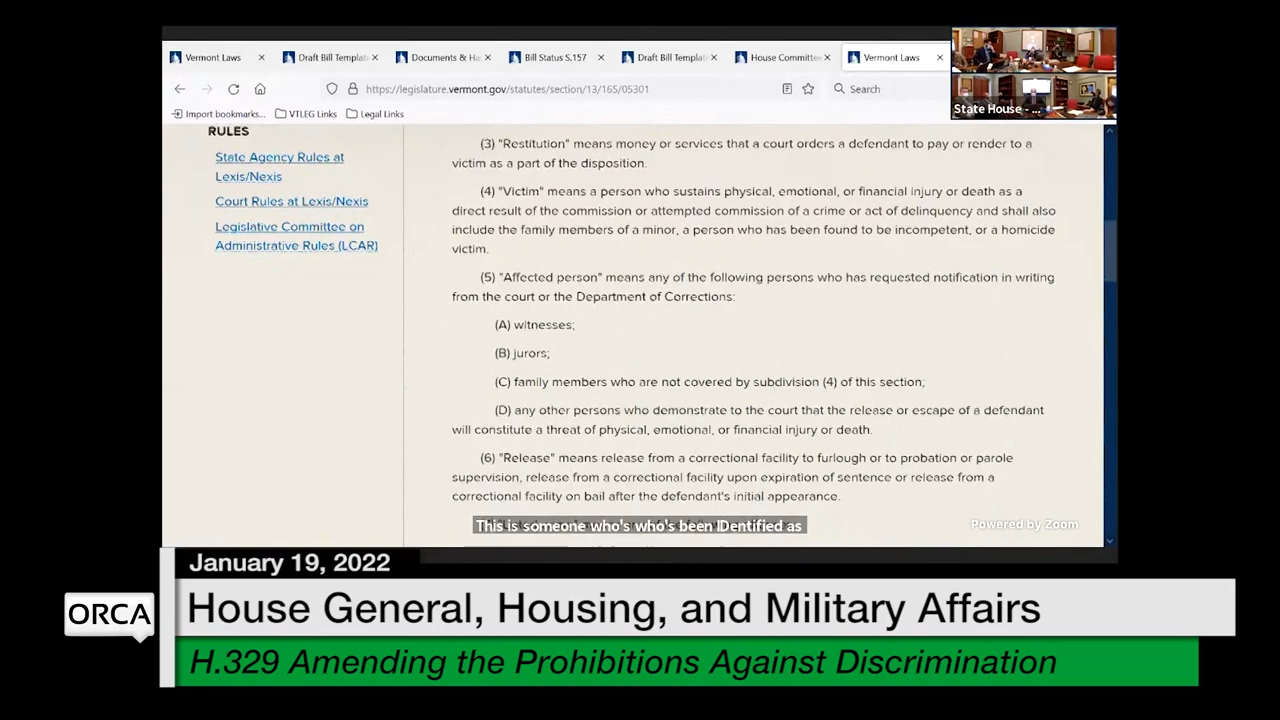 Vermont Laws
Draft Bill Templat
Documents & Ha
Bill Status S.157
Draft Bill Templat
House Committee
Vermont Laws
https://legislature.vermont.gov/statutes/section/13/165/05301
Search
Import bookmarks...
VTLEG Links
Legal Links
State House - ...
RULES
State Agency Rules at
Lexis/Nexis
Court Rules at Lexis/Nexis
Legislative Committee on
Administrative Rules (LCAR)
(3) "Restitution" means money or services that a court orders a defendant to pay or render to a
victim as a part of the disposition.
(4) "Victim" means a person who sustains physical, emotional, or financial injury or death as a
direct result of the commission or attempted commission of a crime or act of delinquency and shall also
include the family members of a minor, a person who has been found to be incompetent, or a homicide
victim.
(5) "Affected person" means any of the following persons who has requested notification in writing
from the court or the Department of Corrections:
(A) witnesses;
(B) jurors;
(C) family members who are not covered by subdivision (4) of this section;
(D) any other persons who demonstrate to the court that the release or escape of a defendant
will constitute a threat of physical, emotional, or financial injury or death.
(6) "Release" means release from a correctional facility to furlough or to probation or parole
supervision, release from a correctional facility upon expiration of sentence or release from a
correctional facility on bail after the defendant's initial appearance.
This is someone who's who's been IDentified as
Powered by Zoom
January 19, 2022
ORCA
House General, Housing, and Military Affairs
H.329 Amending the Prohibitions Against Discrimination